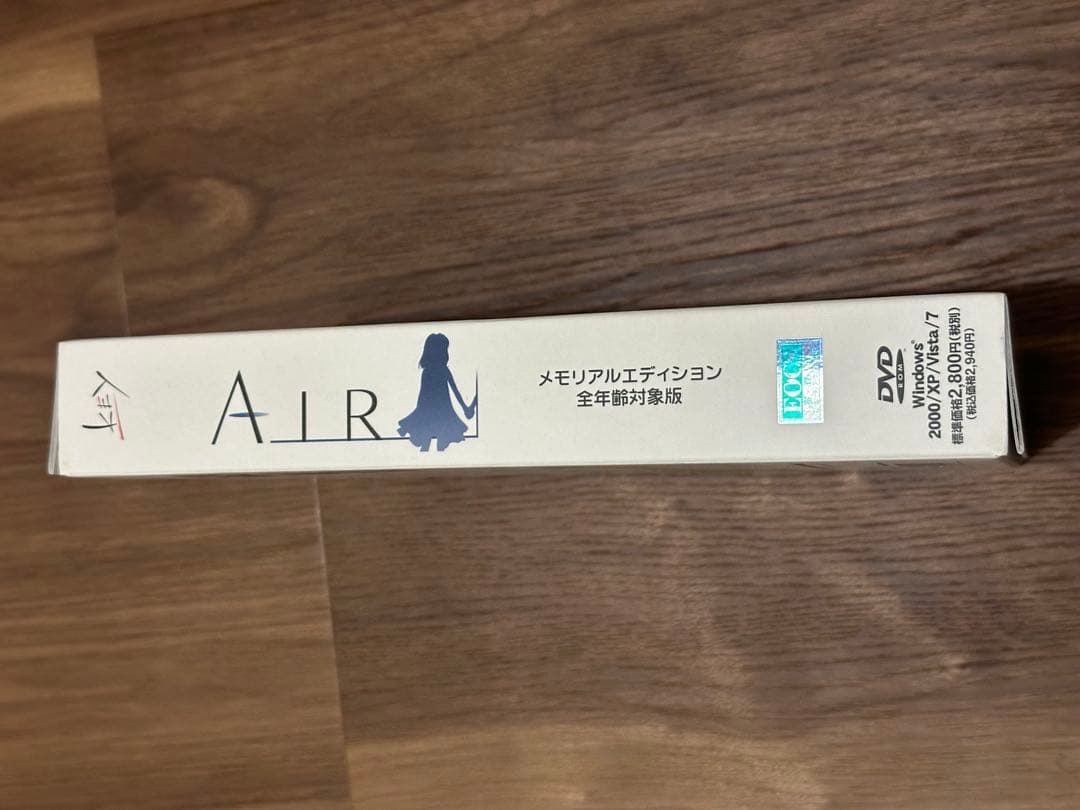 Key
AIR
メモリアルエディション
全年齢対象版
EOCS
DVD
ROM
Windows®
2000/XP/Vista/7
標準価格2,800円(税別)
(税込価格2,940円)